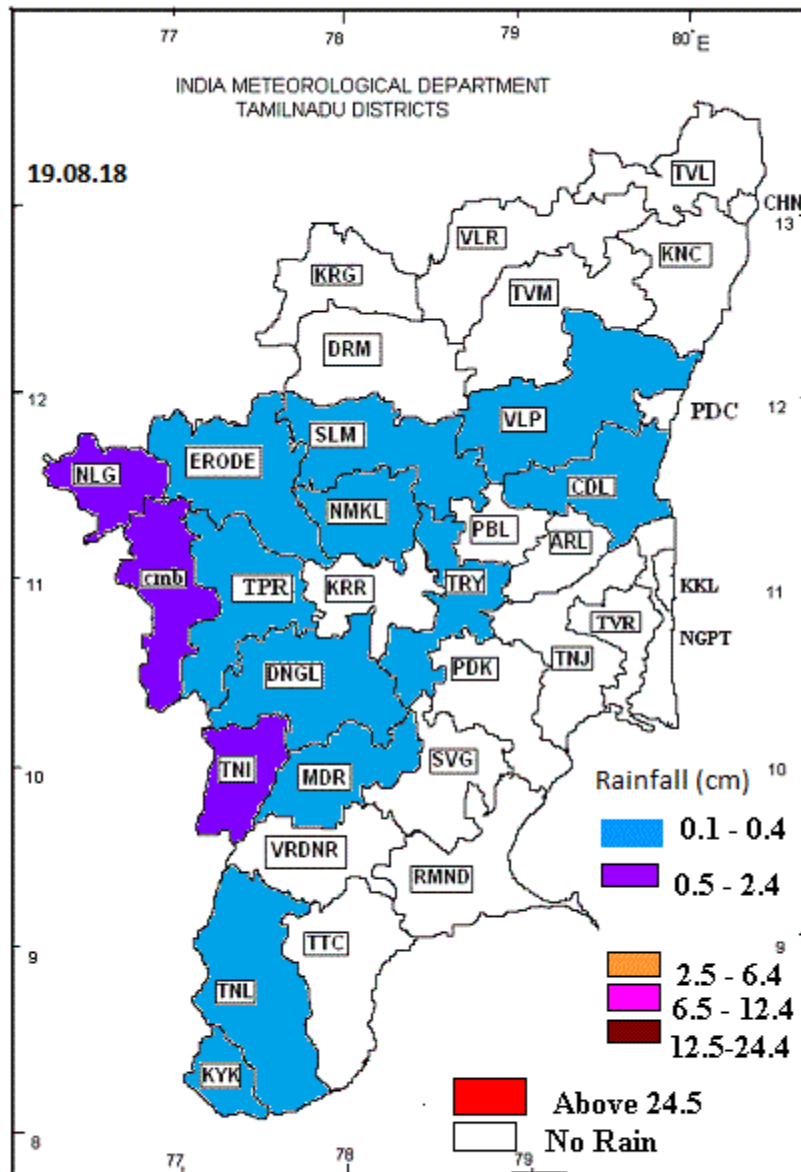 77 78 79 80° E
INDIA METEOROLOGICAL DEPARTMENT
TAMILNADU DISTRICTS
19.08.18
TVL
CHN
13
VLR
KNC
KRG
TVM
DRM
12
12
PDC
VLP
SLM
ERODE
NLG
CDL
NMKL
PBL
ARL
11
cmb
TPR
KRR
TRY
KKL
11
TVR
NGPT
DNGL
PDK
TNJ
10
TNI
MDR
SVG
10
Rainfall (cm)
0.1 - 0.4
VRDNR
RMND
0.5 - 2.4
9
TTC
9
2.5 - 6.4
TNL
6.5 - 12.4
12.5-24.4
KYK
Above 24.5
8
No Rain
77 78 79